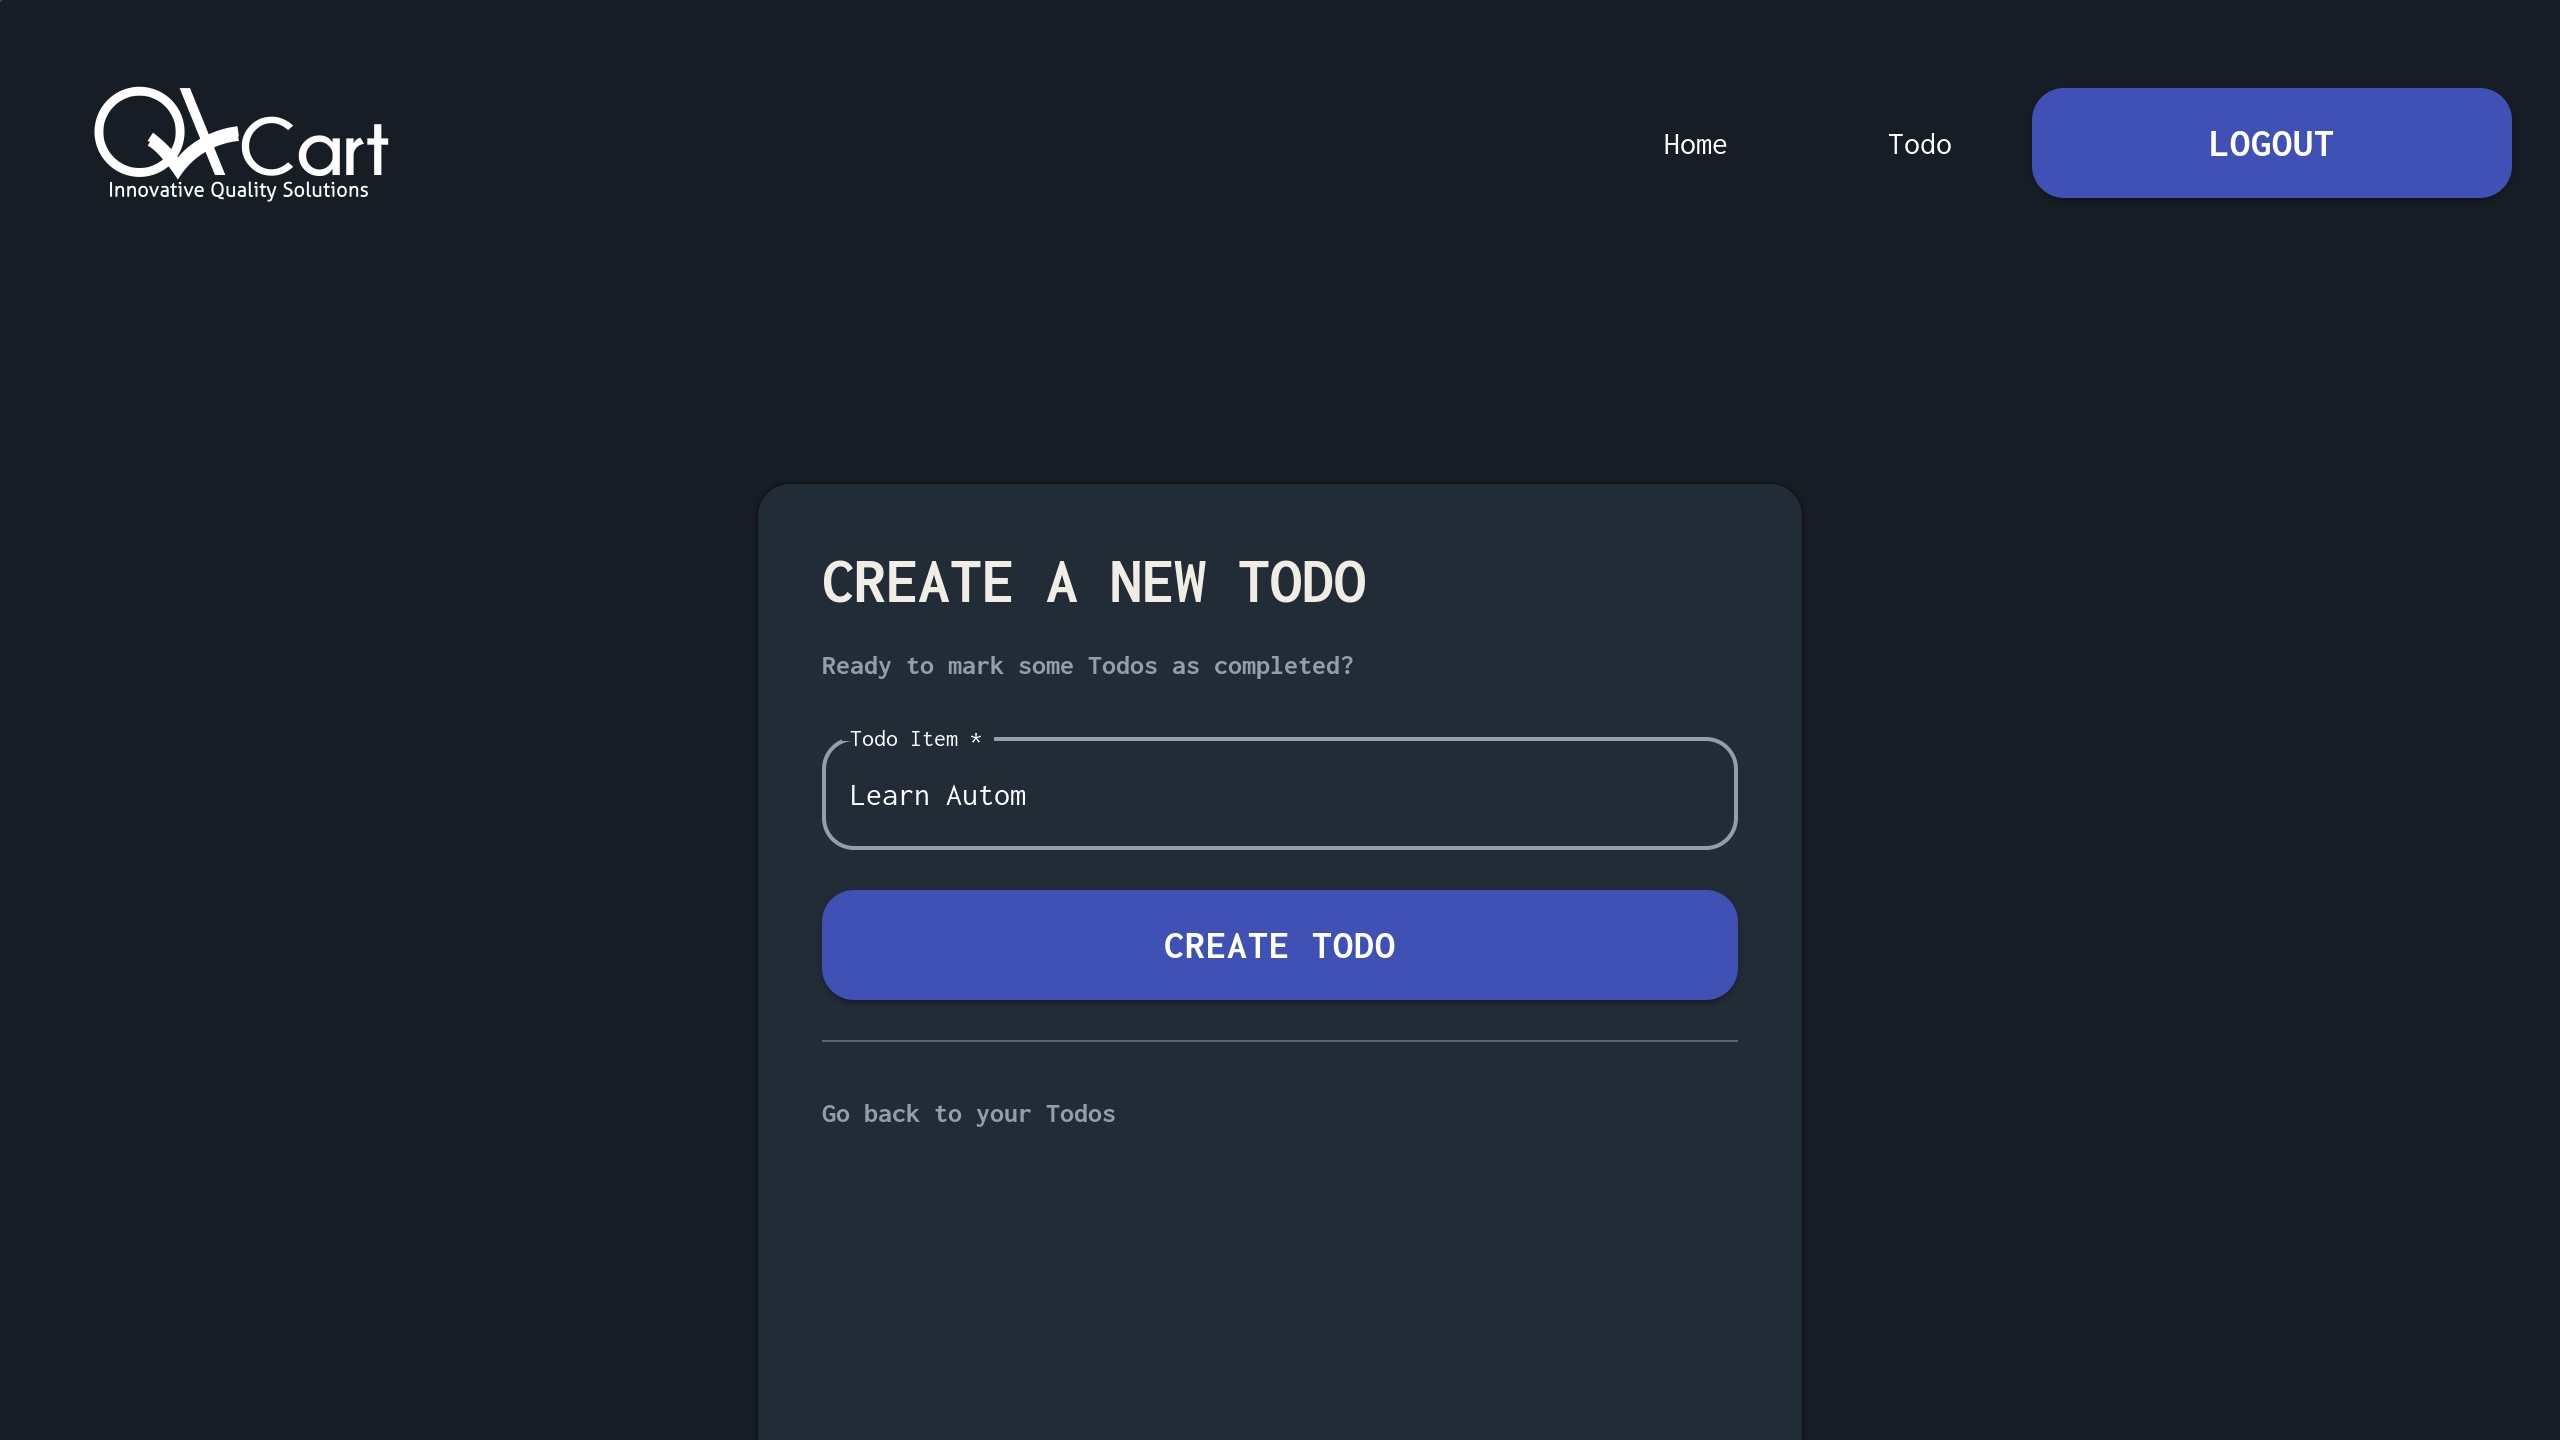 QACart
Innovative Quality Solutions
Home
Todo
LOGOUT
CREATE A NEW TODO
Ready to mark some Todos as completed?
Todo Item *
Learn Autom
CREATE TODO
Go back to your Todos